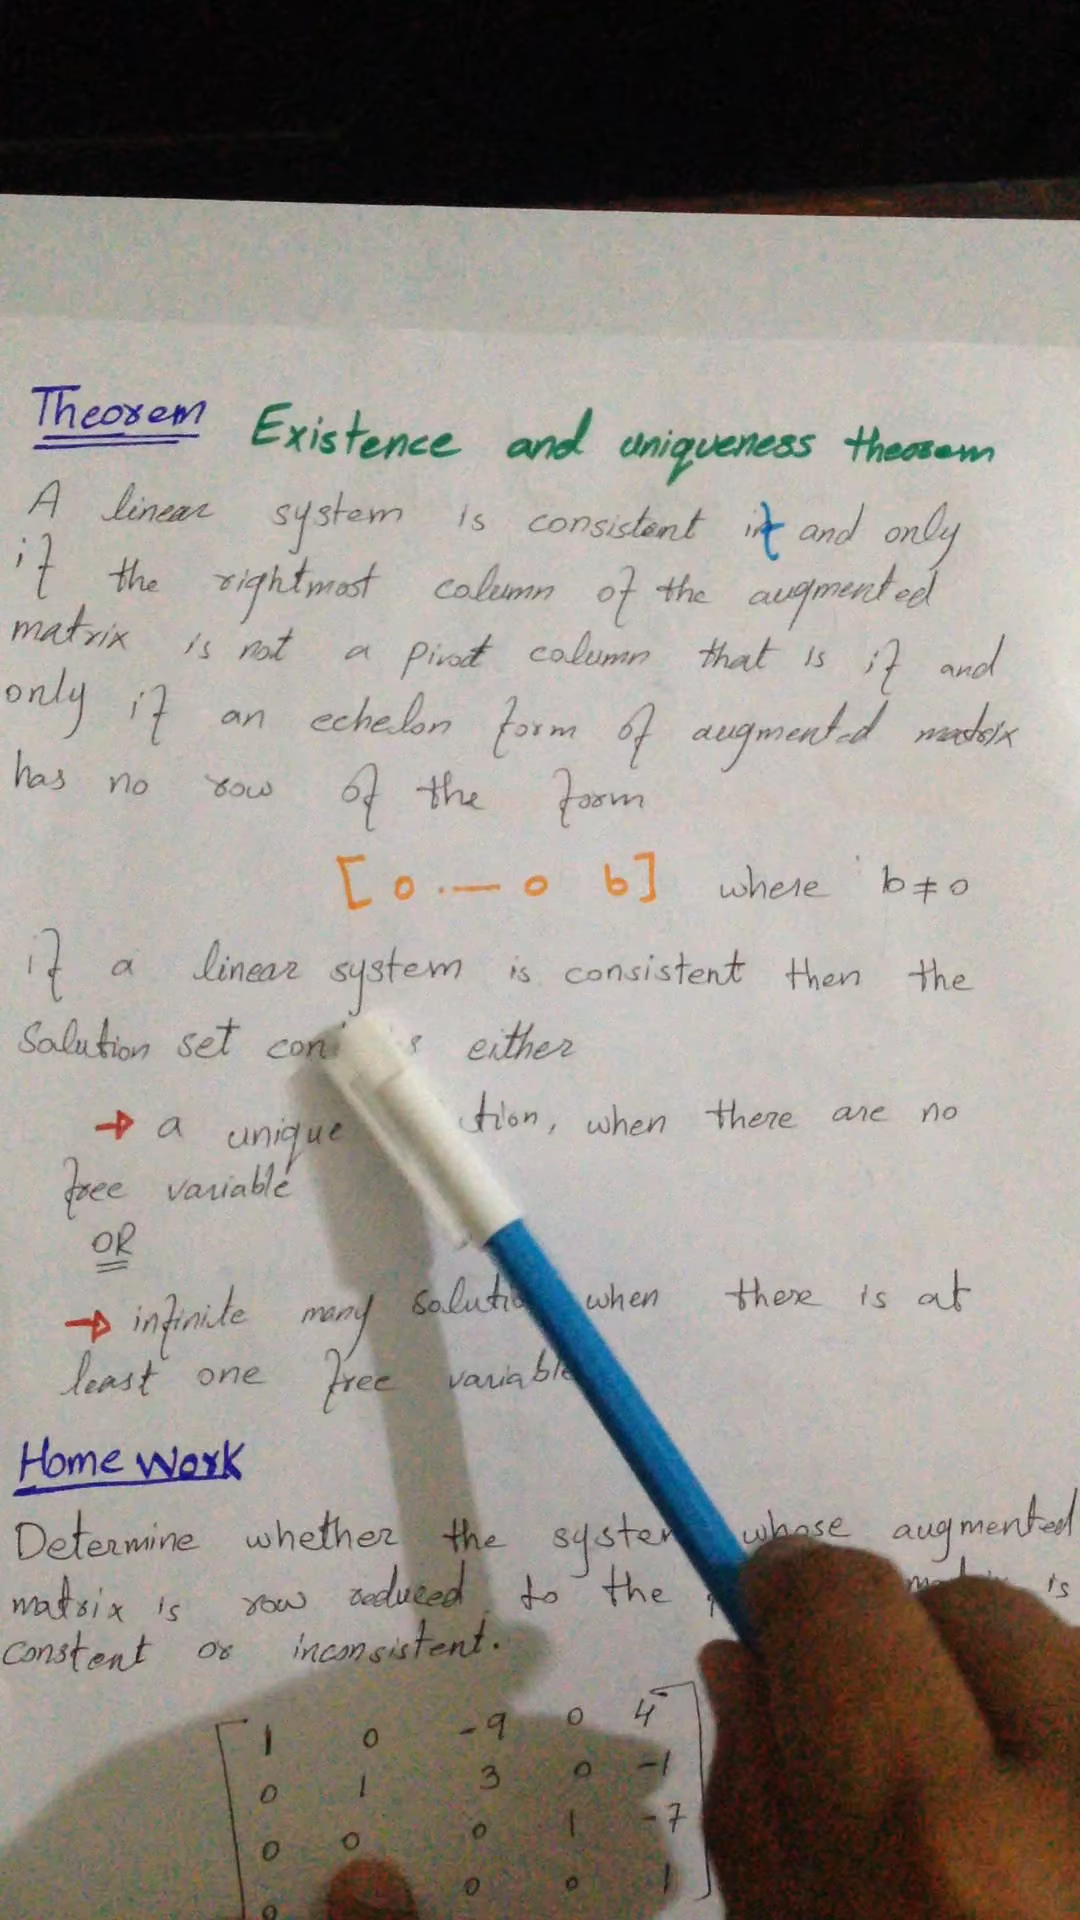 Theorem Existence and uniqueness theorem
A linear system is consistent if and only
if the rightmost column of the augmented
matrix is not a pivot column that is if and
only if an echelon form of augmented matrix
has no row of the form
[ 0 .— 0 b] where b≠0
if a linear system is consistent then the
Solution set either
→ a unique when there are no
free variable
OR
→ infinite many when there is at
least one free variable
Home Work
Determine whether the whose augmented
matrix is row reduced to the is
constent or inconsistent.
1 0 -9 0 4
0 1 3 0 -1
0 0 0 1 -7
0 0 0 1